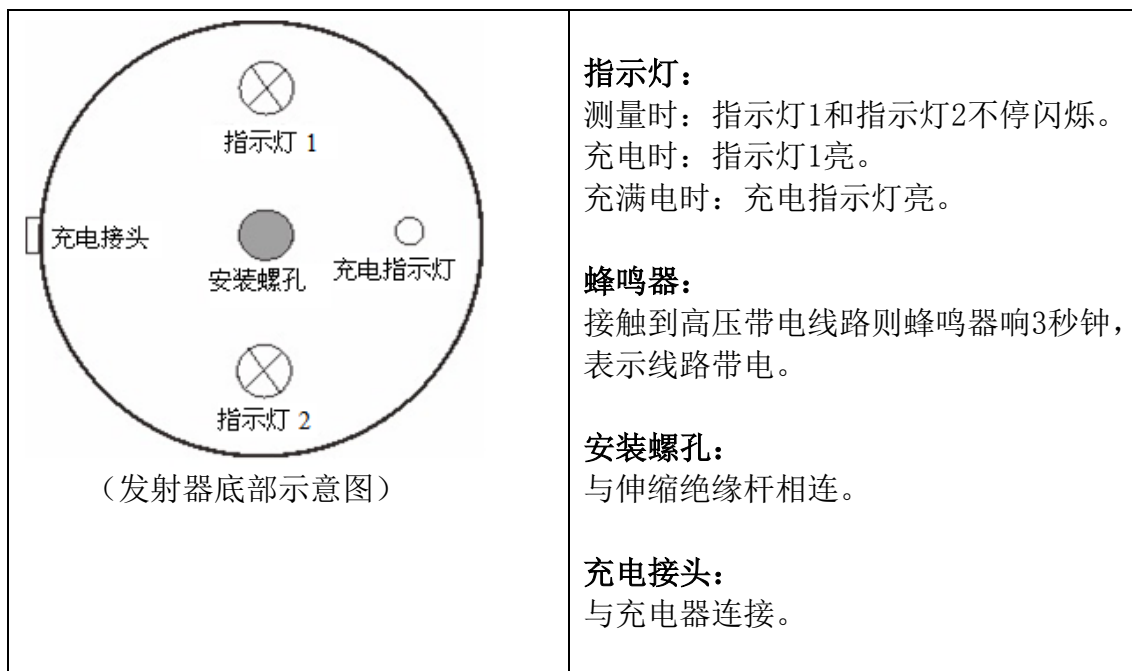 指示灯 1
充电接头
安装螺孔
充电指示灯
指示灯 2
（发射器底部示意图）
指示灯：
测量时：指示灯1和指示灯2不停闪烁。
充电时：指示灯1亮。
充满电时：充电指示灯亮。
蜂鸣器：
接触到高压带电线路则蜂鸣器响3秒钟，
表示线路带电。
安装螺孔：
与伸缩绝缘杆相连。
充电接头：
与充电器连接。